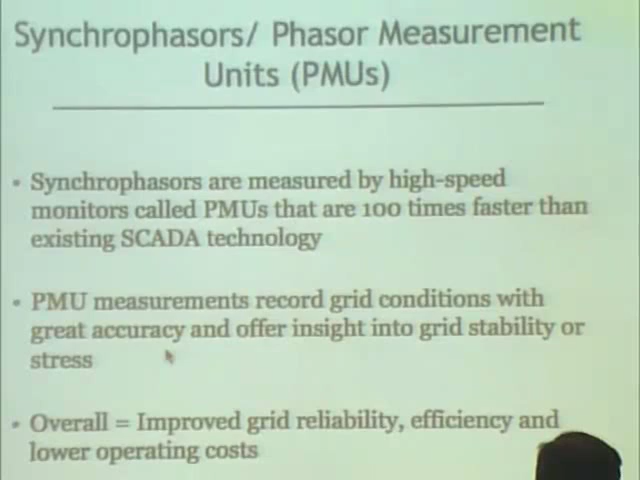 Synchrophasors/ Phasor Measurement
Units (PMUs)
• Synchrophasors are measured by high-speed
monitors called PMUs that are 100 times faster than
existing SCADA technology
• PMU measurements record grid conditions with
great accuracy and offer insight into grid stability or
stress
• Overall = Improved grid reliability, efficiency and
lower operating costs